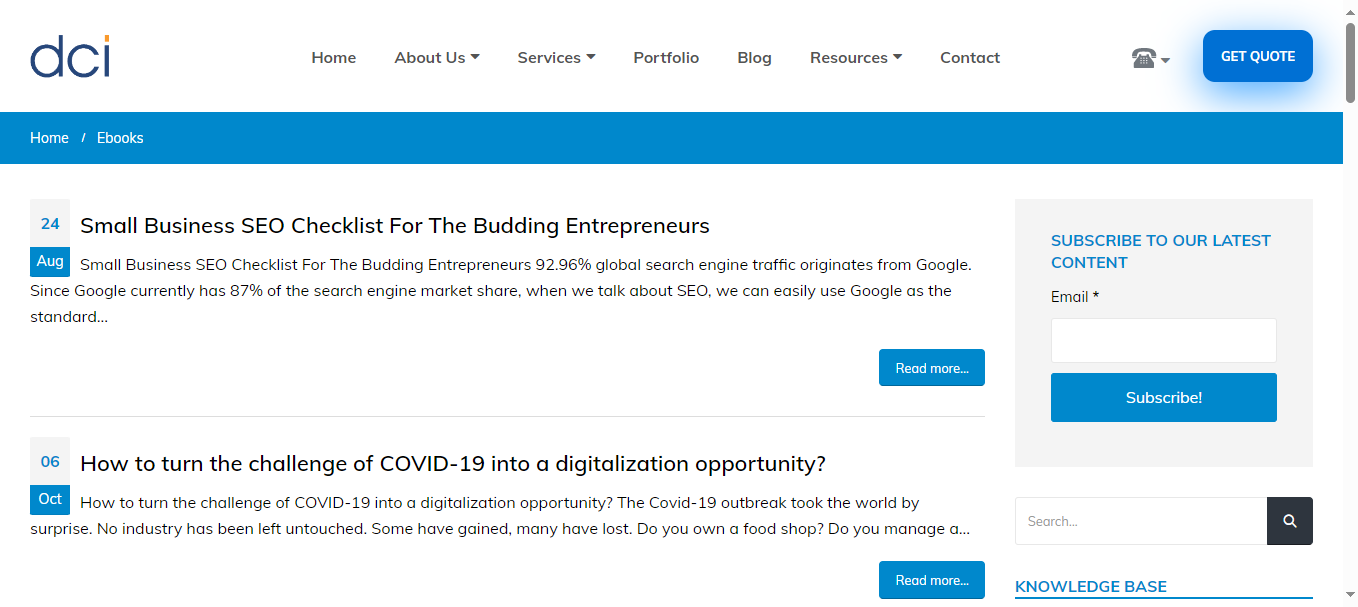 dci
Home
About Us
Services
Portfolio
Blog
Resources
Contact
GET QUOTE
Home / Ebooks
24
Aug
Small Business SEO Checklist For The Budding Entrepreneurs
Small Business SEO Checklist For The Budding Entrepreneurs 92.96% global search engine traffic originates from Google.
Since Google currently has 87% of the search engine market share, when we talk about SEO, we can easily use Google as the
standard...
Read more...
06
Oct
How to turn the challenge of COVID-19 into a digitalization opportunity?
How to turn the challenge of COVID-19 into a digitalization opportunity? The Covid-19 outbreak took the world by
surprise. No industry has been left untouched. Some have gained, many have lost. Do you own a food shop? Do you manage a...
Read more...
SUBSCRIBE TO OUR LATEST
CONTENT
Email *
Subscribe!
Search...
KNOWLEDGE BASE